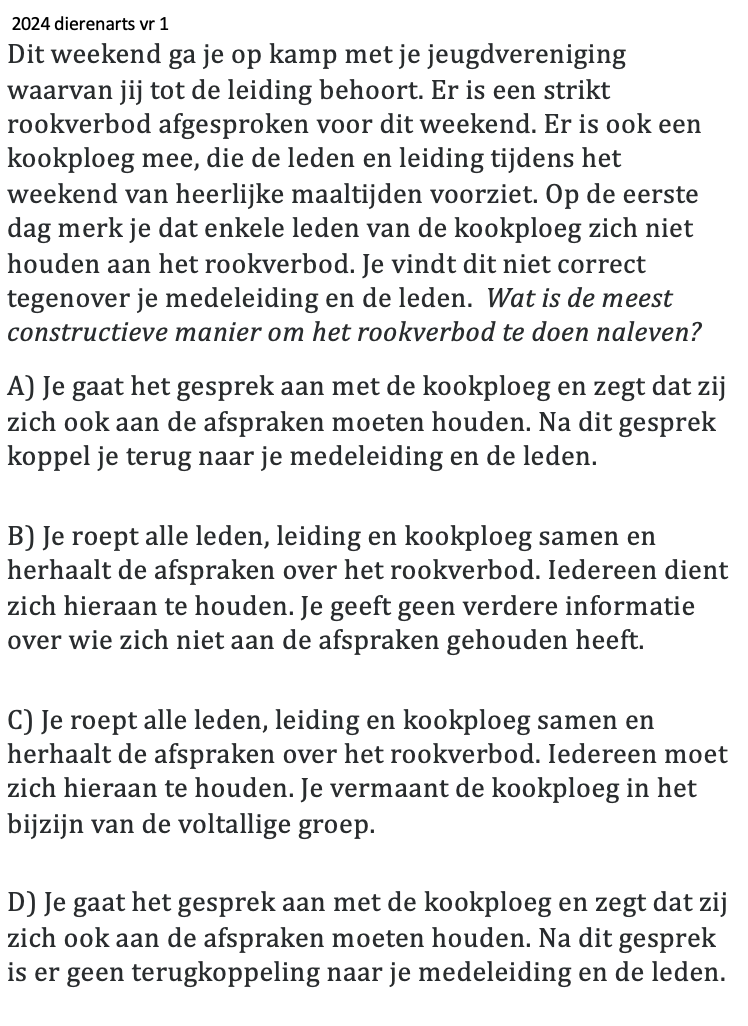 2024 dierenarts vr 1
Dit weekend ga je op kamp met je jeugdvereniging
waarvan jij tot de leiding behoort. Er is een strikt
rookverbod afgesproken voor dit weekend. Er is ook een
kookploeg mee, die de leden en leiding tijdens het
weekend van heerlijke maaltijden voorziet. Op de eerste
dag merk je dat enkele leden van de kookploeg zich niet
houden aan het rookverbod. Je vindt dit niet correct
tegenover je medeleiding en de leden. Wat is de meest
constructieve manier om het rookverbod te doen naleven?
A) Je gaat het gesprek aan met de kookploeg en zegt dat zij
zich ook aan de afspraken moeten houden. Na dit gesprek
koppel je terug naar je medeleiding en de leden.
B) Je roept alle leden, leiding en kookploeg samen en
herhaalt de afspraken over het rookverbod. Iedereen dient
zich hieraan te houden. Je geeft geen verdere informatie
over wie zich niet aan de afspraken gehouden heeft.
C) Je roept alle leden, leiding en kookploeg samen en
herhaalt de afspraken over het rookverbod. Iedereen moet
zich hieraan te houden. Je vermaant de kookploeg in het
bijzijn van de voltallige groep.
D) Je gaat het gesprek aan met de kookploeg en zegt dat zij
zich ook aan de afspraken moeten houden. Na dit gesprek
is er geen terugkoppeling naar je medeleiding en de leden.